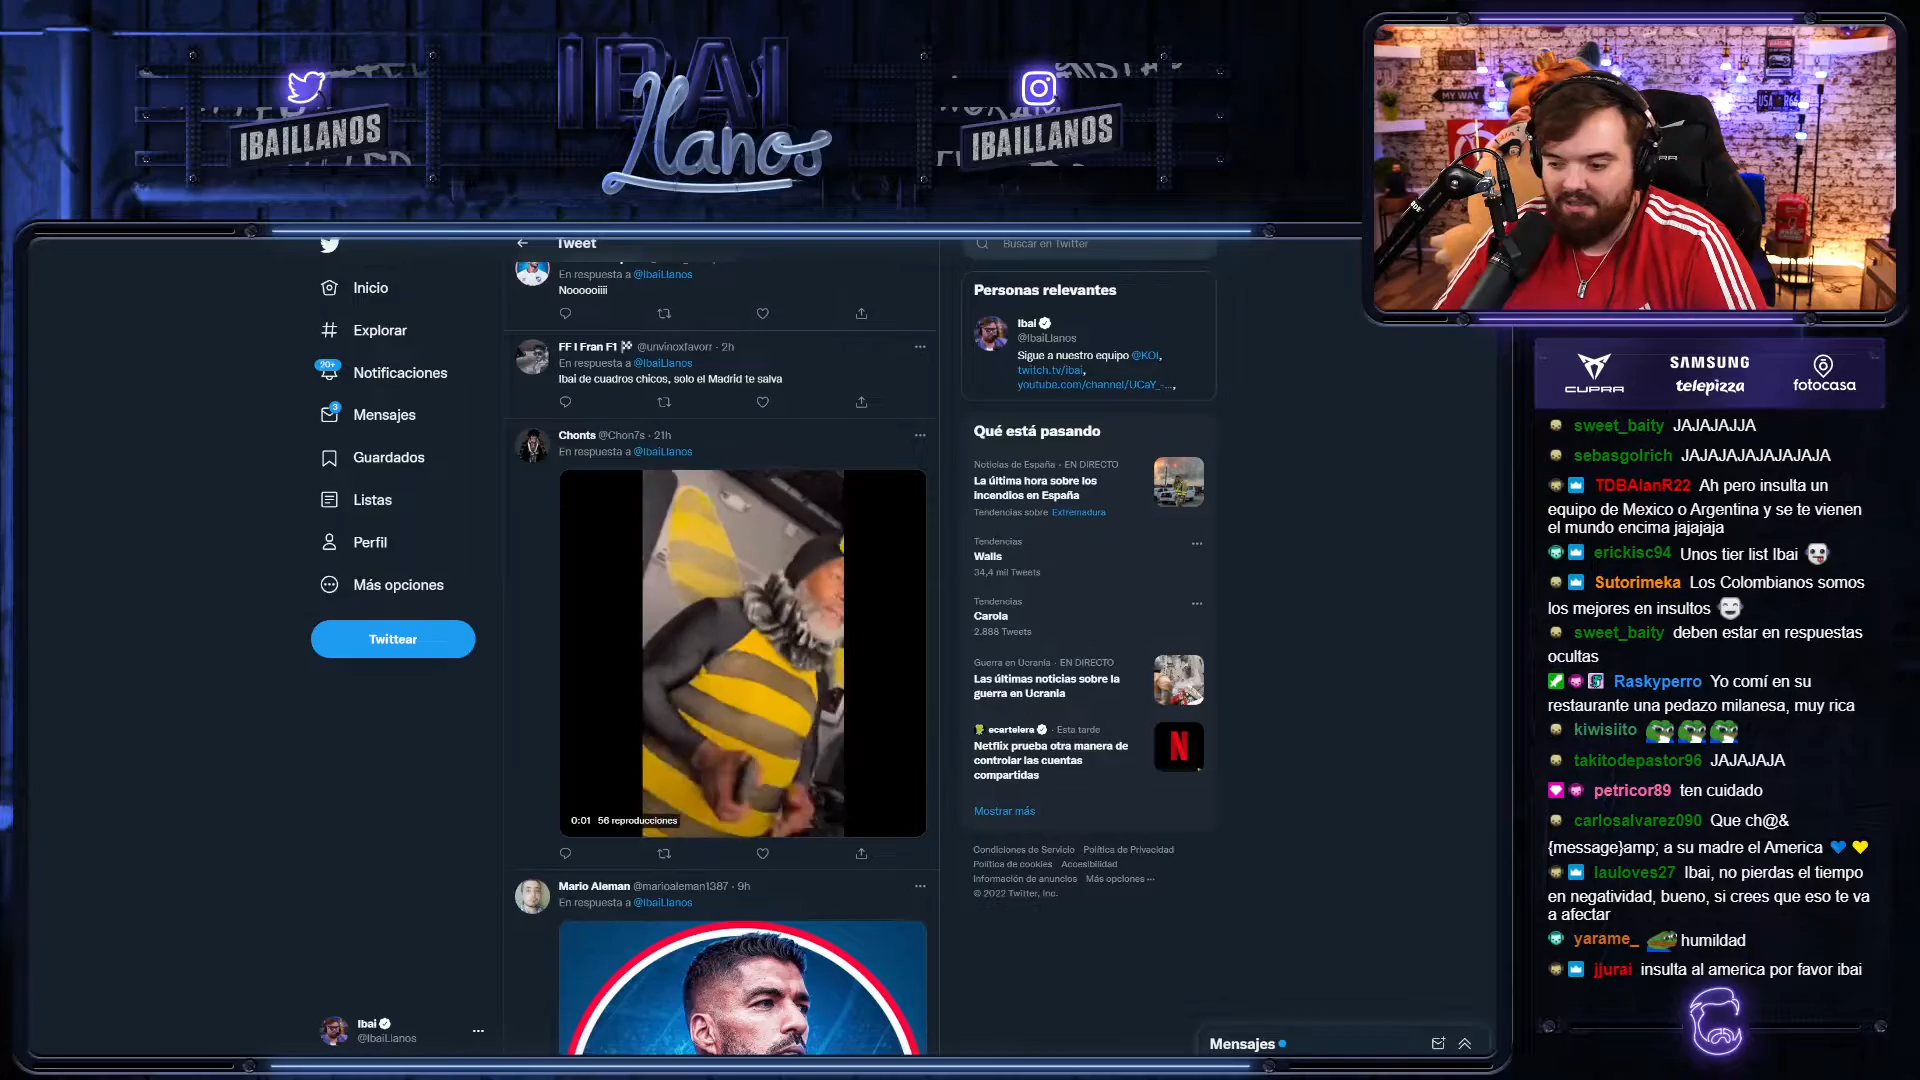 IBAI
Llanos
IBAILLANOS
IBAILLANOS
MY WAY
Tweet
Buscar en Twitter
Inicio
Explorar
20+
Notificaciones
3
Mensajes
Guardados
Listas
Perfil
Más opciones
Twittear
Ibai
@IbaiLlanos
En respuesta a @IbaiLlanos
Noooooiiii
FF I Fran F1 @unvinoxfavorr · 2h
En respuesta a @IbaiLlanos
Ibai de cuadros chicos, solo el Madrid te salva
Chonts @Chon7s · 21h
En respuesta a @IbaiLlanos
0:01 56 reproducciones
Mario Aleman @marioaleman1387 · 9h
En respuesta a @IbaiLlanos
Personas relevantes
Ibai
@IbaiLlanos
Sigue a nuestro equipo @KOI,
twitch.tv/ibai,
youtube.com/channel/UCaY_-...,
Qué está pasando
Noticias de España · EN DIRECTO
La última hora sobre los
incendios en España
Tendencias sobre Extremadura
Tendencias
Walls
34,4 mil Tweets
Tendencias
Carola
2.888 Tweets
Guerra en Ucrania · EN DIRECTO
Las últimas noticias sobre la
guerra en Ucrania
ecartelera · Esta tarde
Netflix prueba otra manera de
controlar las cuentas
compartidas
N
Mostrar más
Condiciones de Servicio Política de Privacidad
Política de cookies Accesibilidad
Información de anuncios Más opciones ···
© 2022 Twitter, Inc.
Mensajes
CUPRA
SAMSUNG
telepizza
fotocasa
sweet_baity JAJAJAJJA
sebasgolrich JAJAJAJAJAJAJAJA
TDBAlanR22 Ah pero insulta un
equipo de Mexico o Argentina y se te vienen
el mundo encima jajajaja
erickisc94 Unos tier list Ibai
Sutorimeka Los Colombianos somos
los mejores en insultos
sweet_baity deben estar en respuestas
ocultas
Raskyperro Yo comí en su
restaurante una pedazo milanesa, muy rica
kiwisiito
takitodepastor96 JAJAJAJA
petricor89 ten cuidado
carlosalvarez090 Que ch@&
{message}amp; a su madre el America
lauloves27 Ibai, no pierdas el tiempo
en negatividad, bueno, si crees que eso te va
a afectar
yarame_ humildad
jjurai insulta al america por favor ibai